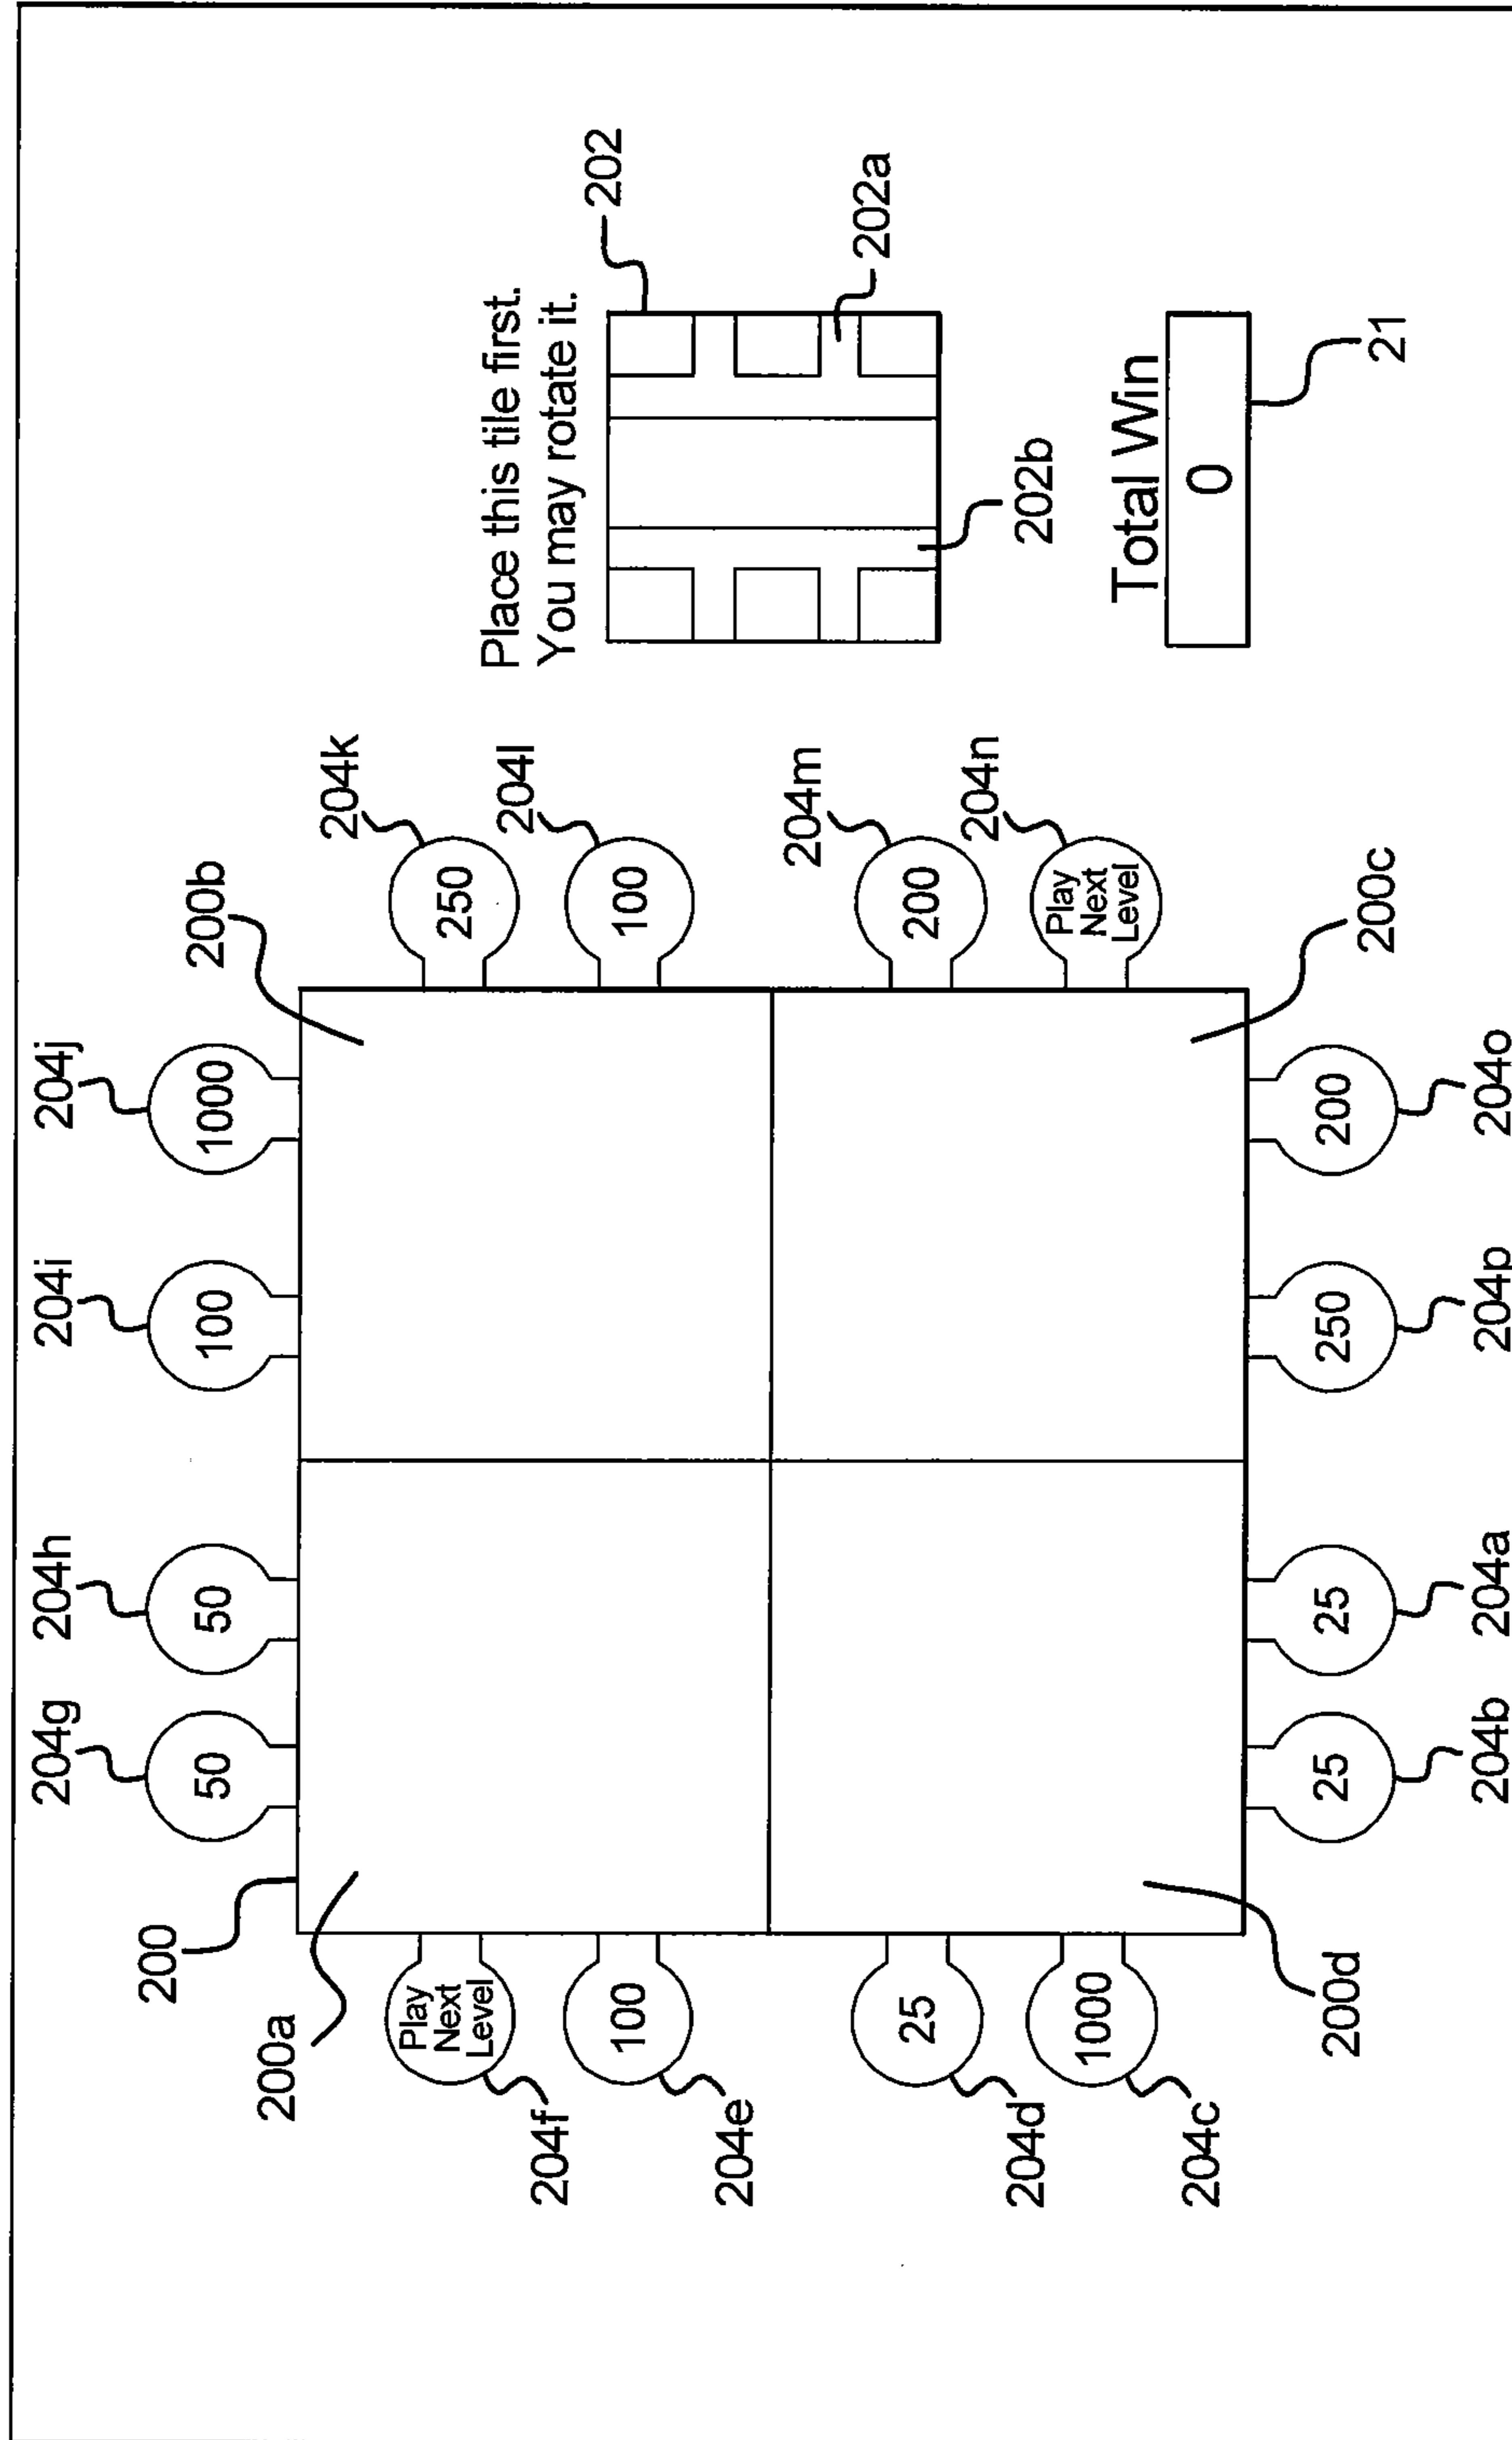 204g 204h 204i 204j
200
50 50 100 1000
200b
200a
204k
Play
Next
Level
250
204f
204l
Place this tile first.
You may rotate it.
202
100
100
204e
204m
202a
25
200
204d
204n
202b
1000
Play
Next
Level
204c
Total Win
0
21
200d
200c
25 25 250 200
204b 204a 204p 204o